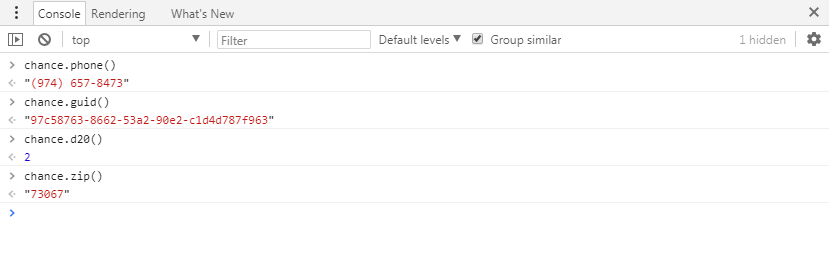 Console Rendering What's New
top Filter Default levels Group similar 1 hidden
chance.phone()
"(974) 657-8473"
chance.guid()
"97c58763-8662-53a2-90e2-c1d4d787f963"
chance.d20()
2
chance.zip()
"73067"